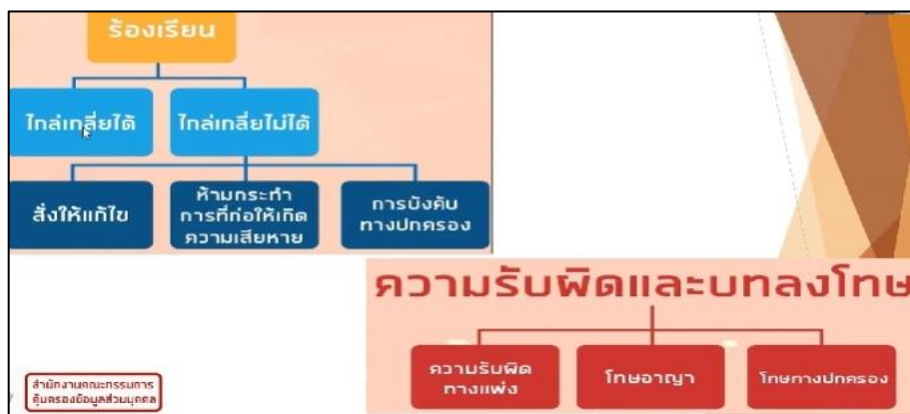 ร้องเรียน
ไกล่เกลี่ยได้
ไกล่เกลี่ยไม่ได้
สั่งให้แก้ไข
ห้ามกระทำ
การที่ก่อให้เกิด
ความเสียหาย
การบังคับ
ทางปกครอง
ความรับผิดและบทลงโทษ
ความรับผิด
ทางแพ่ง
โทษอาญา
โทษทางปกครอง
สำนักงานคณะกรรมการ
คุ้มครองข้อมูลส่วนบุคคล